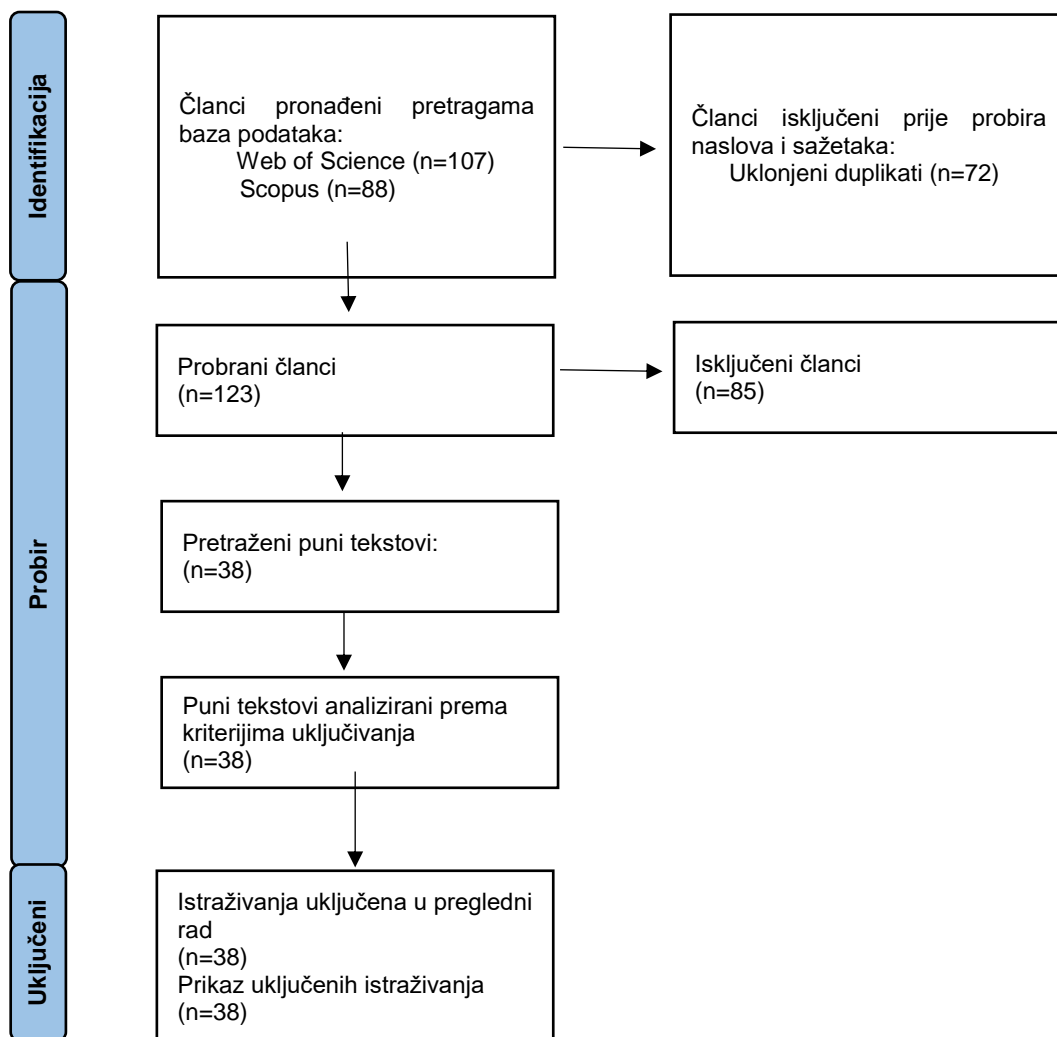 Identifikacija
Članci pronađeni pretragama
baza podataka:
Web of Science (n=107)
Scopus (n=88)
Članci isključeni prije probira
naslova i sažetaka:
Uklonjeni duplikati (n=72)
Probir
Probrani članci
(n=123)
Isključeni članci
(n=85)
Pretraženi puni tekstovi:
(n=38)
Puni tekstovi analizirani prema
kriterijima uključivanja
(n=38)
Uključeni
Istraživanja uključena u pregledni
rad
(n=38)
Prikaz uključenih istraživanja
(n=38)